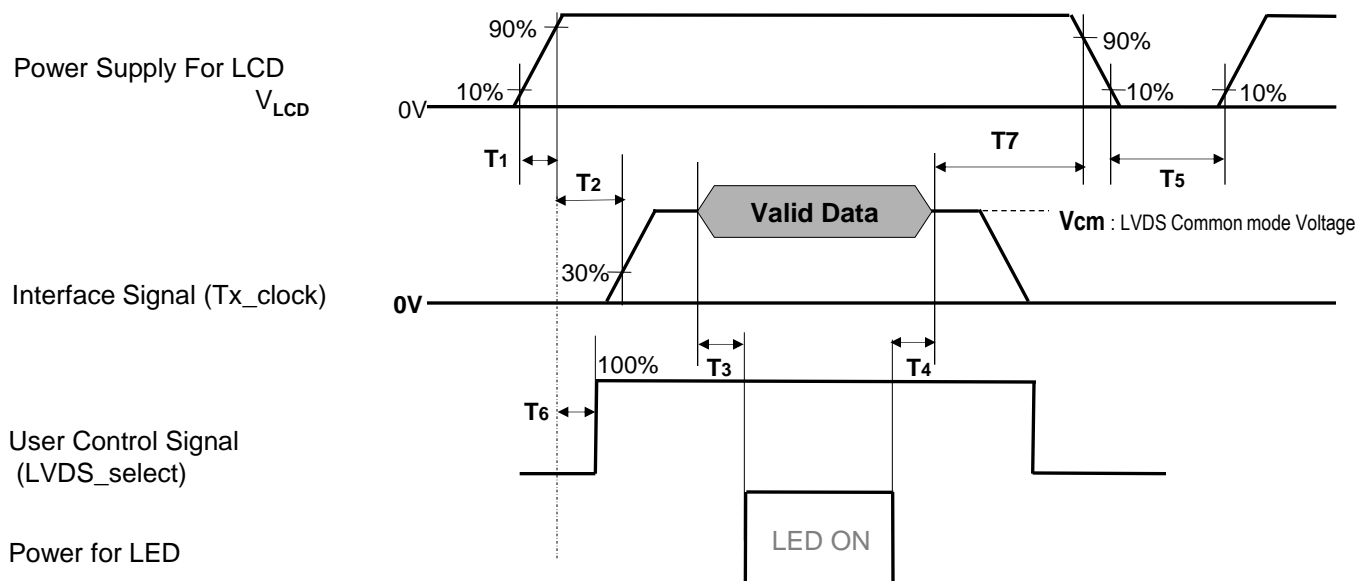 90%
90%
Power Supply For LCD
VLCD
10%
10%
10%
0V
T1
T7
T2
T5
Valid Data
Vcm : LVDS Common mode Voltage
30%
Interface Signal (Tx_clock)
0V
T3
T4
100%
T6
User Control Signal
(LVDS_select)
LED ON
Power for LED